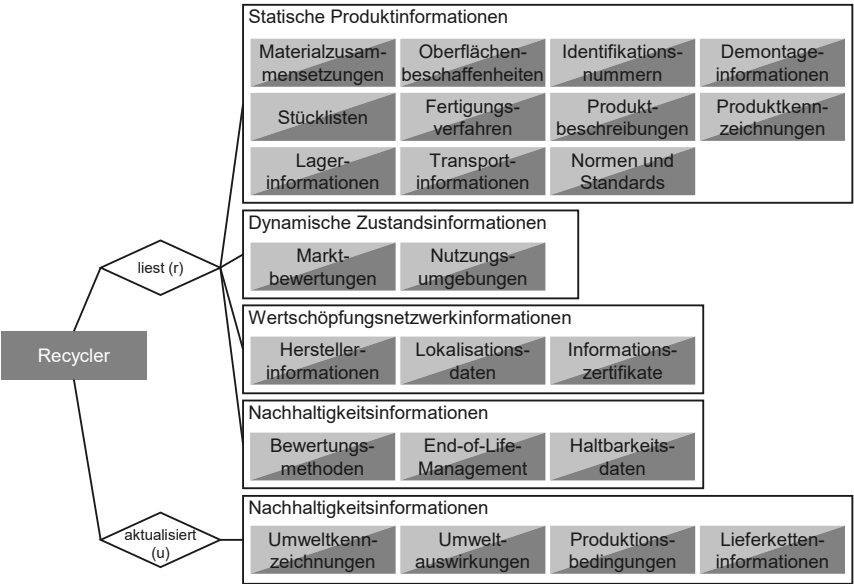 Statische Produktinformationen
Materialzusam-
mensetzungen
Oberflächen-
beschaffenheiten
Identifikations-
nummern
Demontage-
informationen
Stücklisten
Fertigungs-
verfahren
Produkt-
beschreibungen
Produktkenn-
zeichnungen
Lager-
informationen
Transport-
informationen
Normen und
Standards
Dynamische Zustandsinformationen
Markt-
bewertungen
Nutzungs-
umgebungen
liest (r)
Wertschöpfungsnetzwerkinformationen
Hersteller-
informationen
Lokalisations-
daten
Informations-
zertifikate
Recycler
Nachhaltigkeitsinformationen
Bewertungs-
methoden
End-of-Life-
Management
Haltbarkeits-
daten
Nachhaltigkeitsinformationen
aktualisiert
(u)
Umweltkenn-
zeichnungen
Umwelt-
auswirkungen
Produktions-
bedingungen
Lieferketten-
informationen